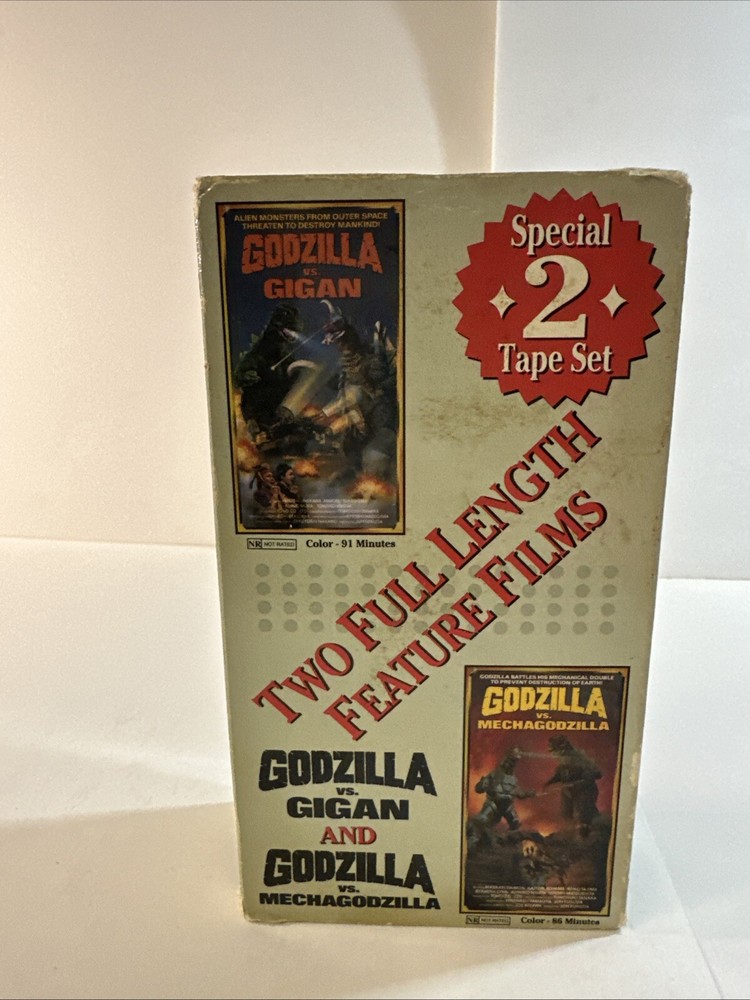 ALIEN MONSTERS FROM OUTER SPACE
THREATEN TO DESTROY MANKIND!
GODZILLA
VS.
GIGAN
NR NOT RATED
Color - 91 Minutes
Special
2
Tape Set
TWO FULL LENGTH
FEATURE FILMS
GODZILLA
VS.
GIGAN
AND
GODZILLA
VS.
MECHAGODZILLA
GODZILLA BATTLES HIS MECHANICAL DOUBLE
TO PREVENT DESTRUCTION OF EARTH!
GODZILLA
VS.
MECHAGODZILLA
NR NOT RATED
Color - 86 Minutes